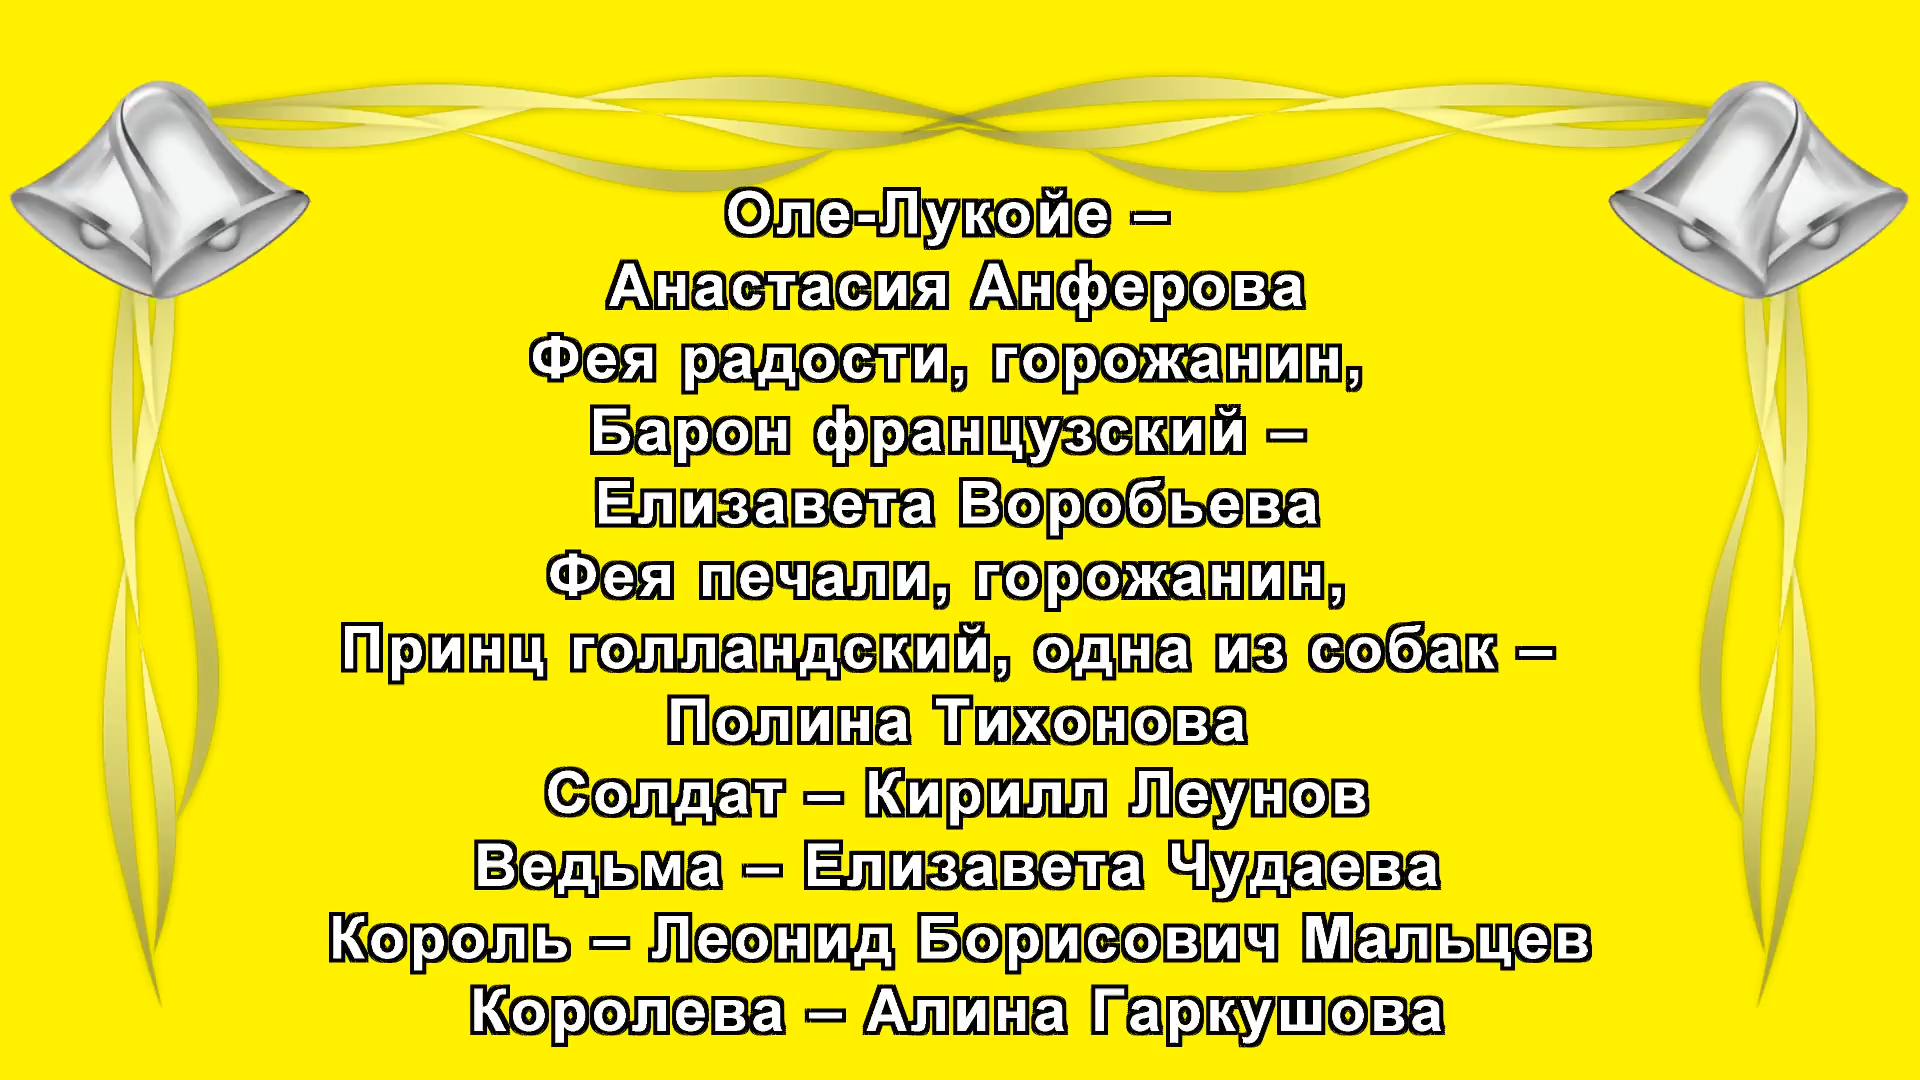 Оле-Лукойе –
Анастасия Анферова
Фея радости, горожанин,
Барон французский –
Елизавета Воробьева
Фея печали, горожанин,
Принц голландский, одна из собак –
Полина Тихонова
Солдат – Кирилл Леунов
Ведьма – Елизавета Чудаева
Король – Леонид Борисович Мальцев
Королева – Алина Гаркушова